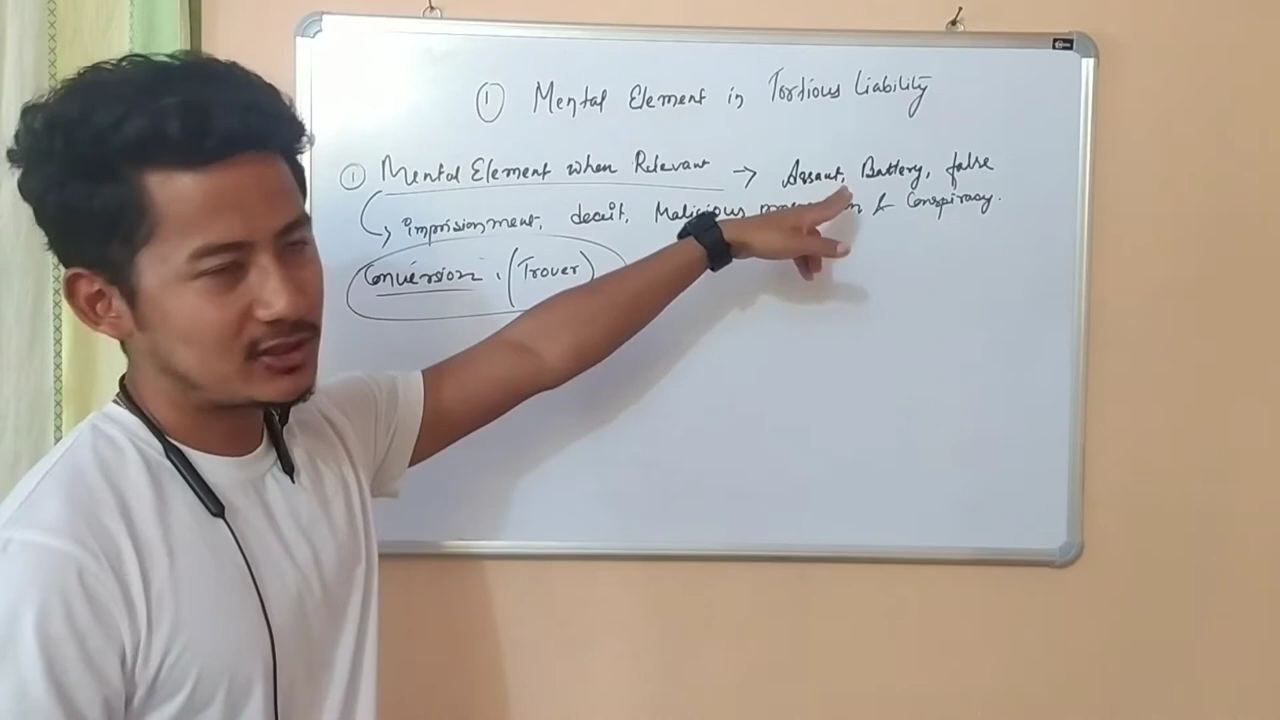 ① Mental Element in Tortious Liability
① Mental Element when Relevant → Assault, Battery, false
imprisionment, deceit, Malicious & Conspiracy.
Conversion, (Trover)